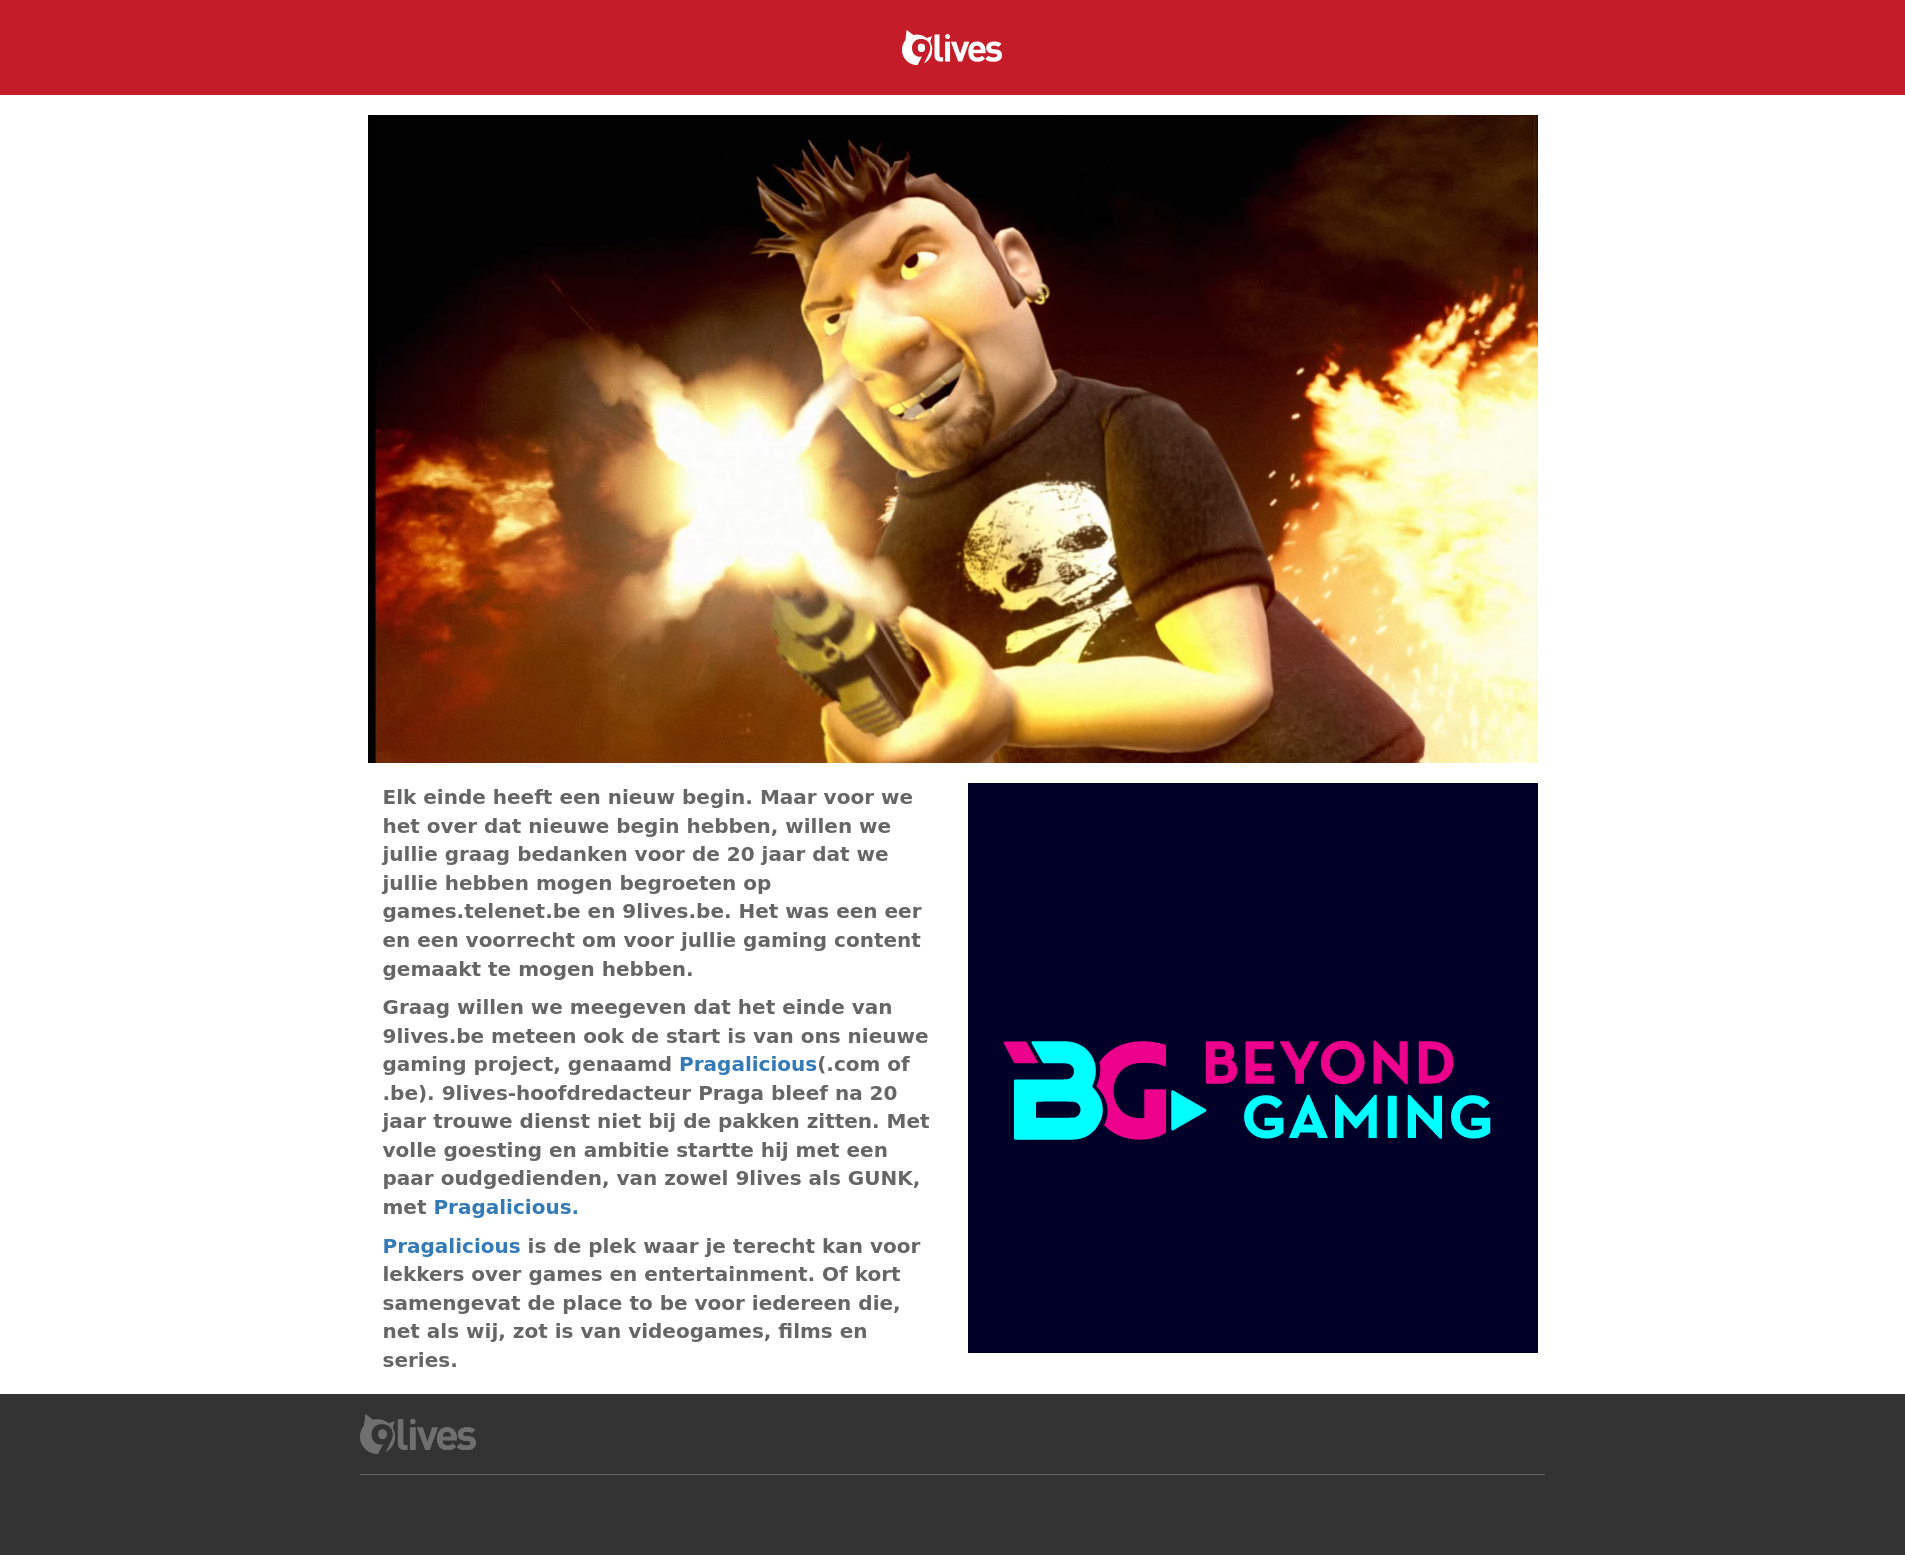 9lives
Elk einde heeft een nieuw begin. Maar voor we
het over dat nieuwe begin hebben, willen we
jullie graag bedanken voor de 20 jaar dat we
jullie hebben mogen begroeten op
games.telenet.be en 9lives.be. Het was een eer
en een voorrecht om voor jullie gaming content
gemaakt te mogen hebben.
Graag willen we meegeven dat het einde van
9lives.be meteen ook de start is van ons nieuwe
gaming project, genaamd Pragalicious(.com of
.be). 9lives-hoofdredacteur Praga bleef na 20
jaar trouwe dienst niet bij de pakken zitten. Met
volle goesting en ambitie startte hij met een
paar oudgedienden, van zowel 9lives als GUNK,
met Pragalicious.
Pragalicious is de plek waar je terecht kan voor
lekkers over games en entertainment. Of kort
samengevat de place to be voor iedereen die,
net als wij, zot is van videogames, films en
series.
BG BEYOND
GAMING
9lives